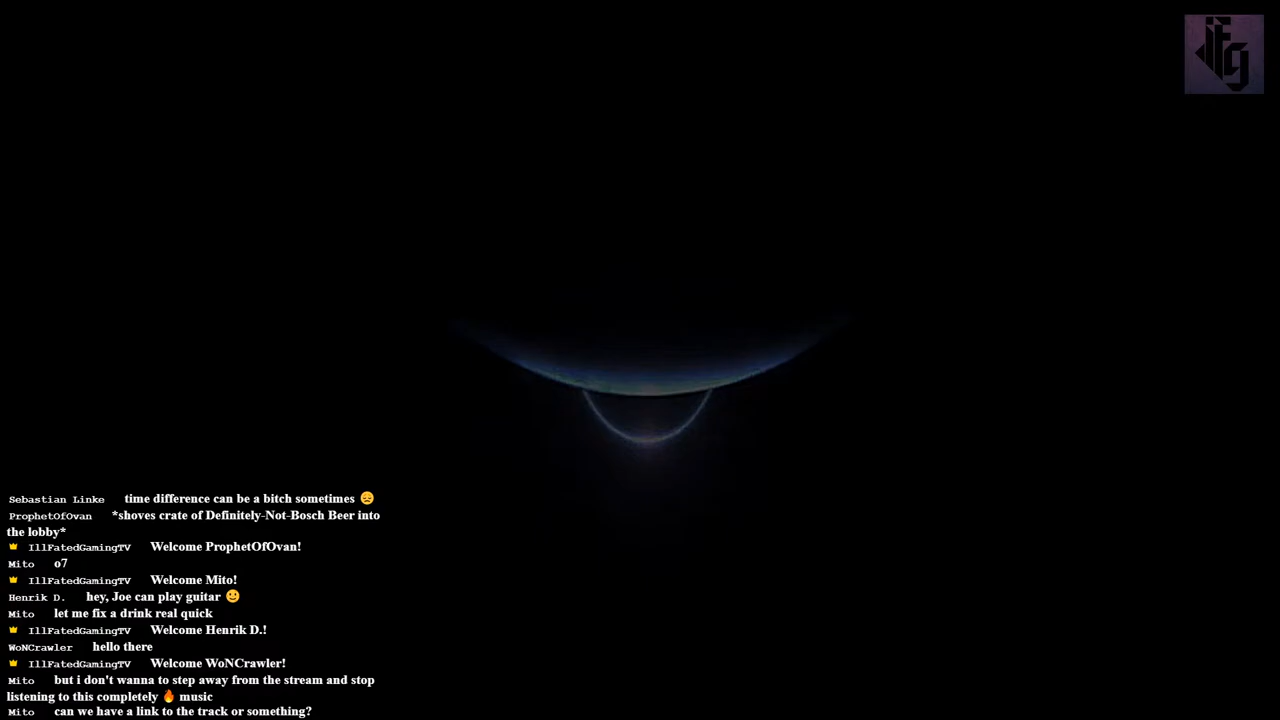 iFg
Sebastian Linke time difference can be a bitch sometimes 😔
ProphetOfOvan *shoves crate of Definitely-Not-Bosch Beer into
the lobby*
IllFatedGamingTV Welcome ProphetOfOvan!
Mito o7
IllFatedGamingTV Welcome Mito!
Henrik D. hey, Joe can play guitar 🙂
Mito let me fix a drink real quick
IllFatedGamingTV Welcome Henrik D.!
WoNCrawler hello there
IllFatedGamingTV Welcome WoNCrawler!
Mito but i don't wanna to step away from the stream and stop
listening to this completely 🔥 music
Mito can we have a link to the track or something?